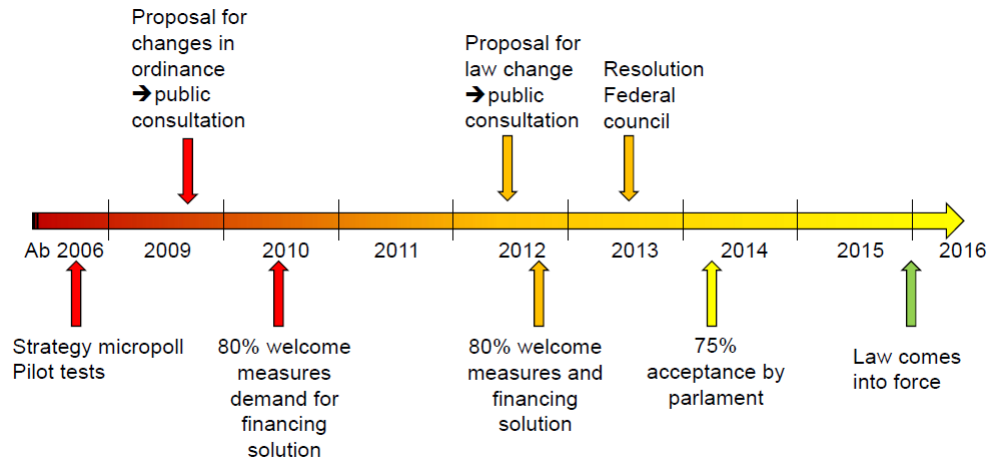 Proposal for
changes in
ordinance
➔public
consultation
Proposal for
law change
➔public
consultation
Resolution
Federal
council
Ab 2006
2009
2010
2011
2012
2013
2014
2015
2016
Strategy micropoll
Pilot tests
80% welcome
measures
demand for
financing
solution
80% welcome
measures and
financing
solution
75%
acceptance by
parlament
Law comes
into force